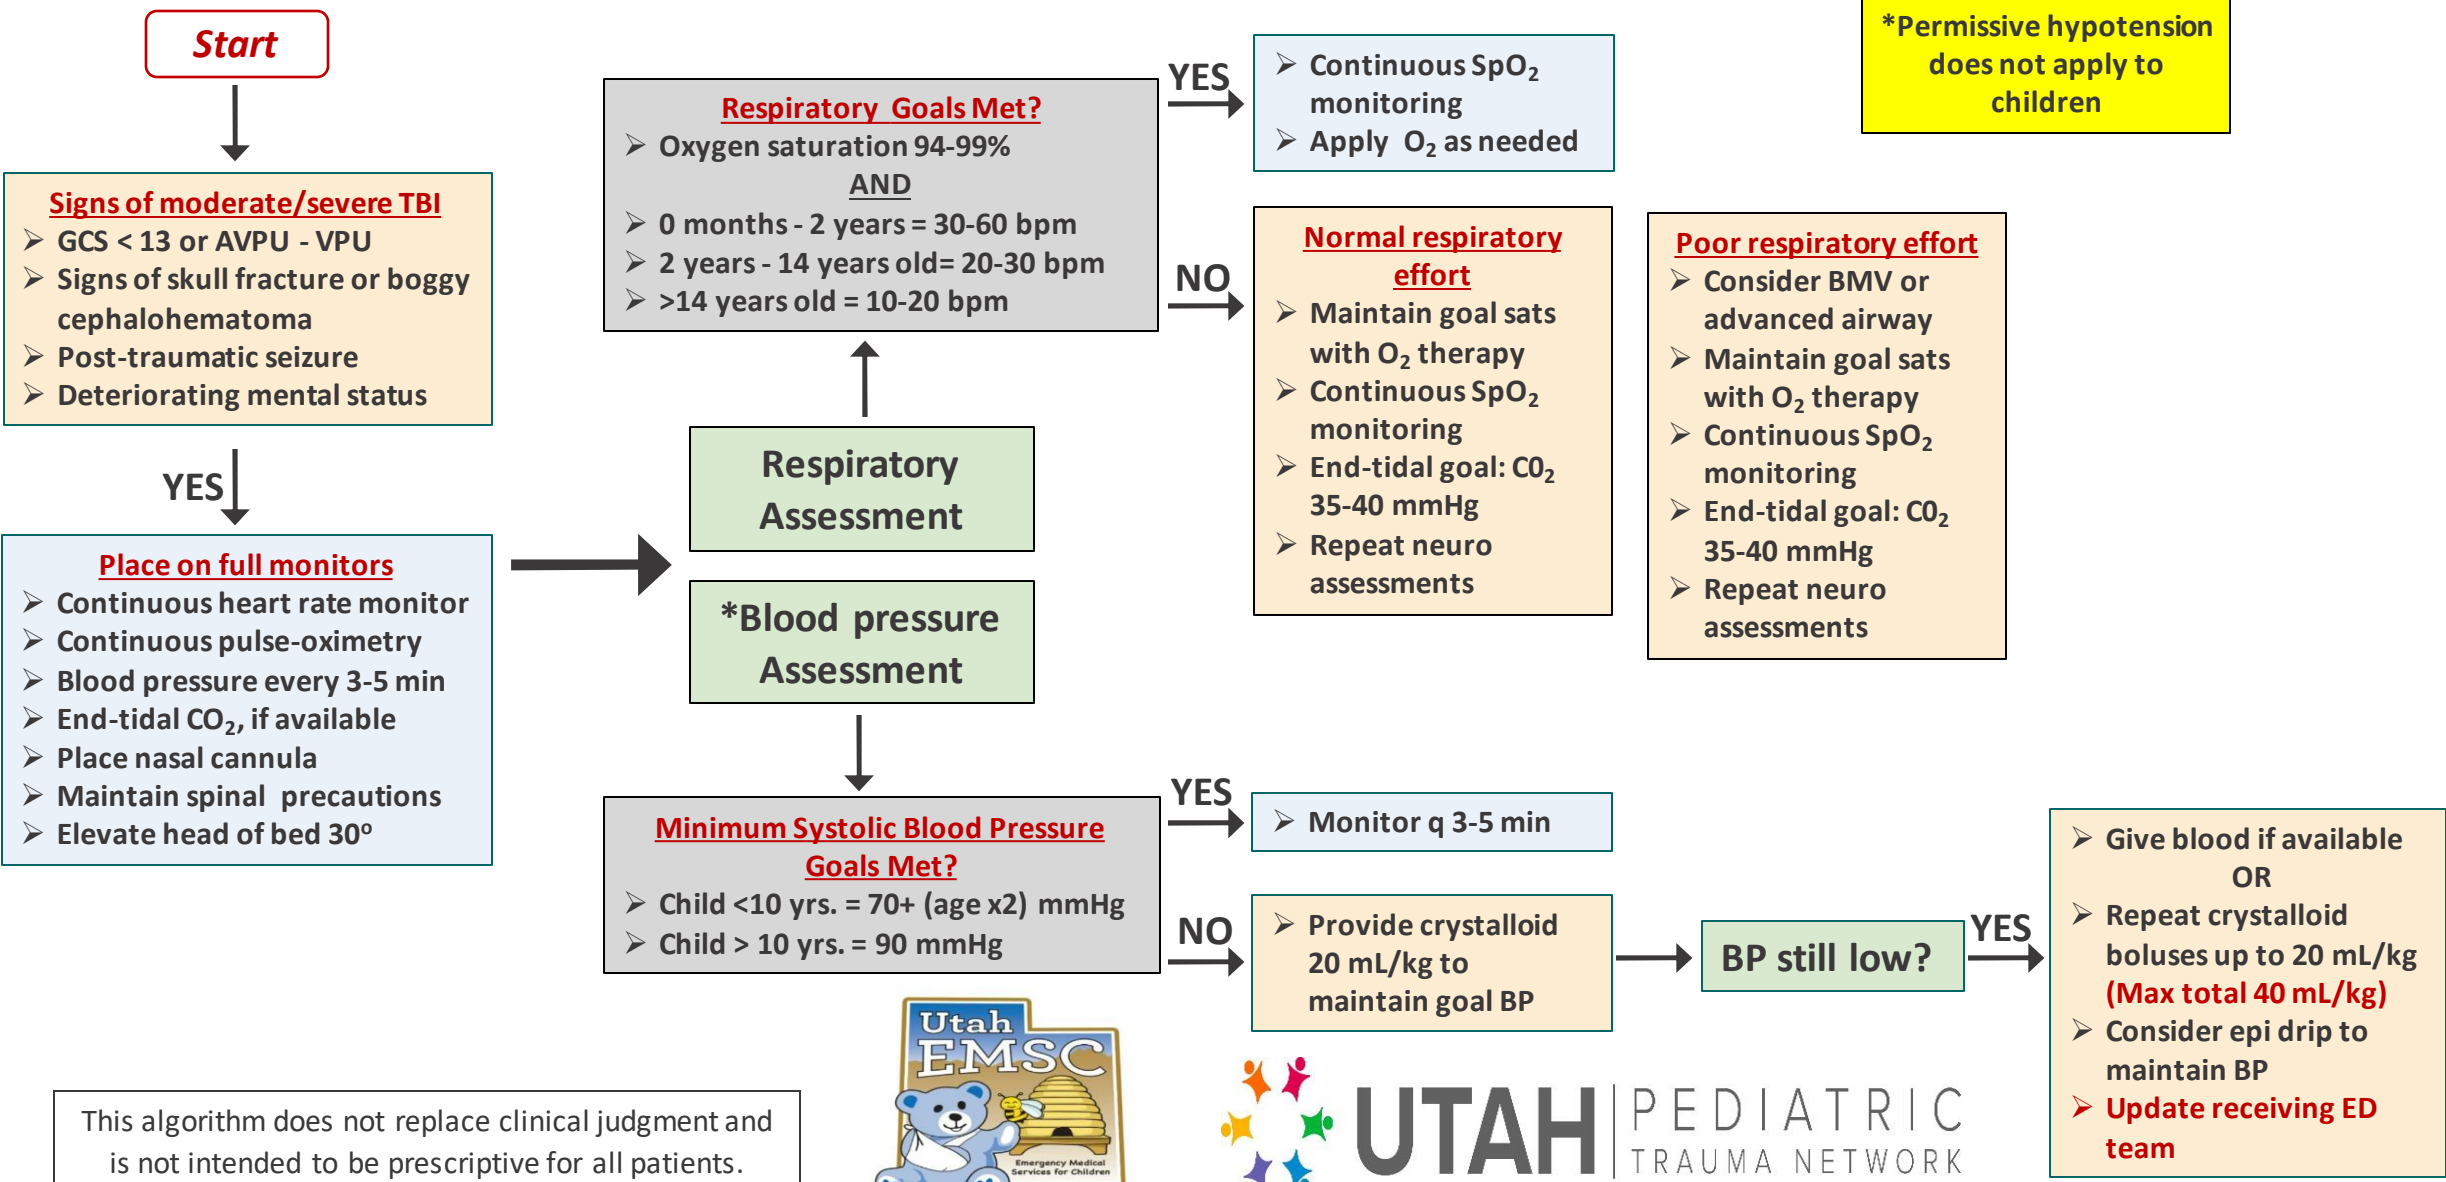 Start
Signs of moderate/severe TBI
➢ GCS < 13 or AVPU - VPU
➢ Signs of skull fracture or boggy
cephalohematoma
➢ Post-traumatic seizure
➢ Deteriorating mental status
YES
Place on full monitors
➢ Continuous heart rate monitor
➢ Continuous pulse-oximetry
➢ Blood pressure every 3-5 min
➢ End-tidal CO₂, if available
➢ Place nasal cannula
➢ Maintain spinal precautions
➢ Elevate head of bed 30º
Respiratory
Assessment
*Blood pressure
Assessment
Respiratory Goals Met?
➢ Oxygen saturation 94-99%
AND
➢ 0 months - 2 years = 30-60 bpm
➢ 2 years - 14 years old= 20-30 bpm
➢ >14 years old = 10-20 bpm
YES
➢ Continuous SpO₂
monitoring
➢ Apply O₂ as needed
NO
Normal respiratory
effort
➢ Maintain goal sats
with O₂ therapy
➢ Continuous SpO₂
monitoring
➢ End-tidal goal: C0₂
35-40 mmHg
➢ Repeat neuro
assessments
Poor respiratory effort
➢ Consider BMV or
advanced airway
➢ Maintain goal sats
with O₂ therapy
➢ Continuous SpO₂
monitoring
➢ End-tidal goal: C0₂
35-40 mmHg
➢ Repeat neuro
assessments
*Permissive hypotension
does not apply to
children
Minimum Systolic Blood Pressure
Goals Met?
➢ Child <10 yrs. = 70+ (age x2) mmHg
➢ Child > 10 yrs. = 90 mmHg
YES
➢ Monitor q 3-5 min
NO
➢ Provide crystalloid
20 mL/kg to
maintain goal BP
BP still low?
YES
➢ Give blood if available
OR
➢ Repeat crystalloid
boluses up to 20 mL/kg
(Max total 40 mL/kg)
➢ Consider epi drip to
maintain BP
➢ Update receiving ED
team
This algorithm does not replace clinical judgment and
is not intended to be prescriptive for all patients.
Utah
EMSC
Emergency Medical
Services for Children
UTAH
PEDIATRIC
TRAUMA NETWORK